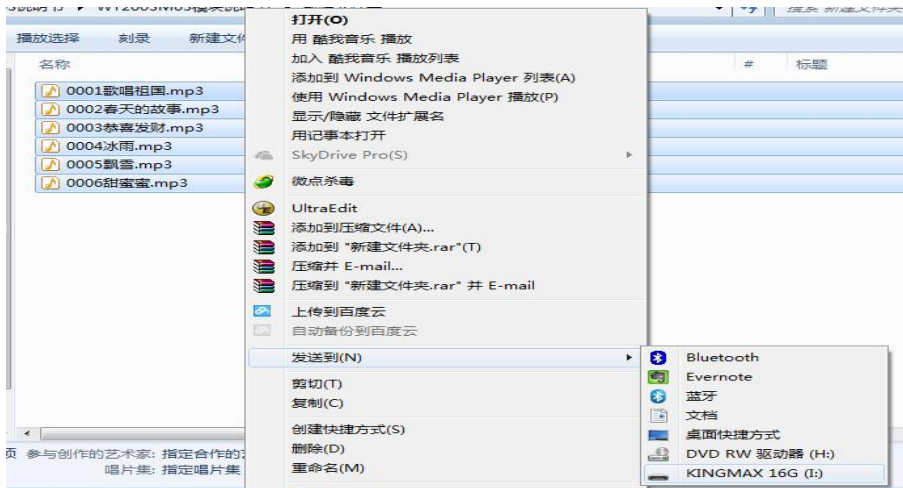 播放选择 刻录 新建文件
名称
# 标题
0001歌唱祖国.mp3
0002春天的故事.mp3
0003恭喜发财.mp3
0004冰雨.mp3
0005飘雪.mp3
0006甜蜜蜜.mp3
打开(O)
用 酷我音乐 播放
加入 酷我音乐 播放列表
添加到 Windows Media Player 列表(A)
使用 Windows Media Player 播放(P)
显示/隐藏 文件扩展名
用记事本打开
SkyDrive Pro(S)
微点杀毒
UltraEdit
添加到压缩文件(A)...
添加到 "新建文件夹.rar"(T)
压缩并 E-mail...
压缩到 "新建文件夹.rar" 并 E-mail
上传到百度云
自动备份到百度云
发送到(N)
剪切(T)
复制(C)
创建快捷方式(S)
删除(D)
重命名(M)
Bluetooth
Evernote
蓝牙
文档
桌面快捷方式
DVD RW 驱动器 (H:)
KINGMAX 16G (I:)
页 参与创作的艺术家: 指定合作的
唱片集: 指定唱片集